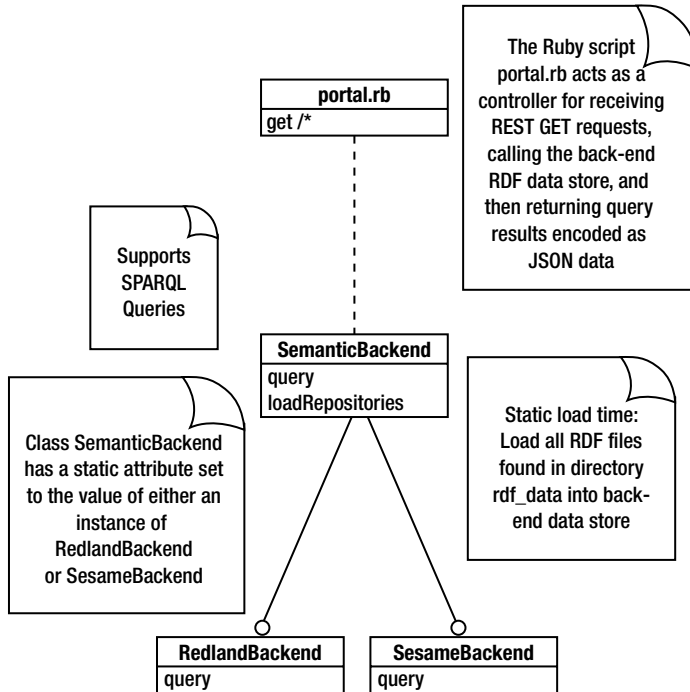 The Ruby script
portal.rb acts as a
controller for receiving
REST GET requests,
calling the back-end
RDF data store, and
then returning query
results encoded as
JSON data
portal.rb
get /*
Supports
SPARQL
Queries
SemanticBackend
query
loadRepositories
Class SemanticBackend
has a static attribute set
to the value of either an
instance of
RedlandBackend
or SesameBackend
Static load time:
Load all RDF files
found in directory
rdf_data into back-
end data store
RedlandBackend
query
SesameBackend
query